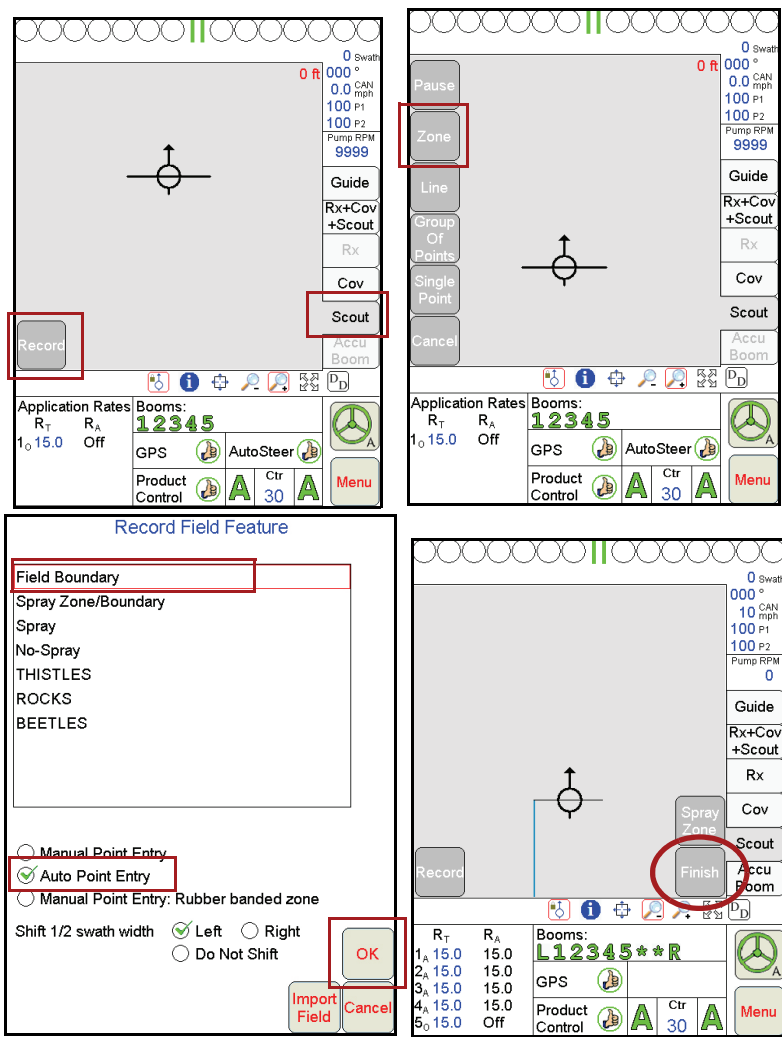 0 Swath
0 ft 000 °
0.0 CAN mph
100 P1
100 P2
Pump RPM
9999
Guide
Rx+Cov
+Scout
Rx
Cov
Scout
Record
Accu
Boom
DD
Application Rates
RT RA
1O 15.0 Off
Booms:
12345
GPS
AutoSteer
A
Product
Control
A
Ctr
30
A
Menu
0 Swath
0 ft 000 °
0.0 CAN mph
100 P1
100 P2
Pump RPM
9999
Pause
Zone
Line
Group
Of
Points
Single
Point
Cancel
Guide
Rx+Cov
+Scout
Rx
Cov
Scout
Accu
Boom
DD
Application Rates
RT RA
1O 15.0 Off
Booms:
12345
GPS
AutoSteer
A
Product
Control
A
Ctr
30
A
Menu
Record Field Feature
Field Boundary
Spray Zone/Boundary
Spray
No-Spray
THISTLES
ROCKS
BEETLES
Manual Point Entry
Auto Point Entry
Manual Point Entry: Rubber banded zone
Shift 1/2 swath width Left Right
Do Not Shift
OK
Import
Field
Cancel
0 Swath
000 °
10 CAN mph
100 P1
100 P2
Pump RPM
0
Guide
Rx+Cov
+Scout
Rx
Cov
Scout
Accu
Boom
Spray
Zone
Finish
Record
DD
RT RA
1A 15.0 15.0
2A 15.0 15.0
3A 15.0 15.0
4A 15.0 15.0
5O 15.0 Off
Booms:
L12345**R
GPS
A
Product
Control
A
Ctr
30
A
Menu